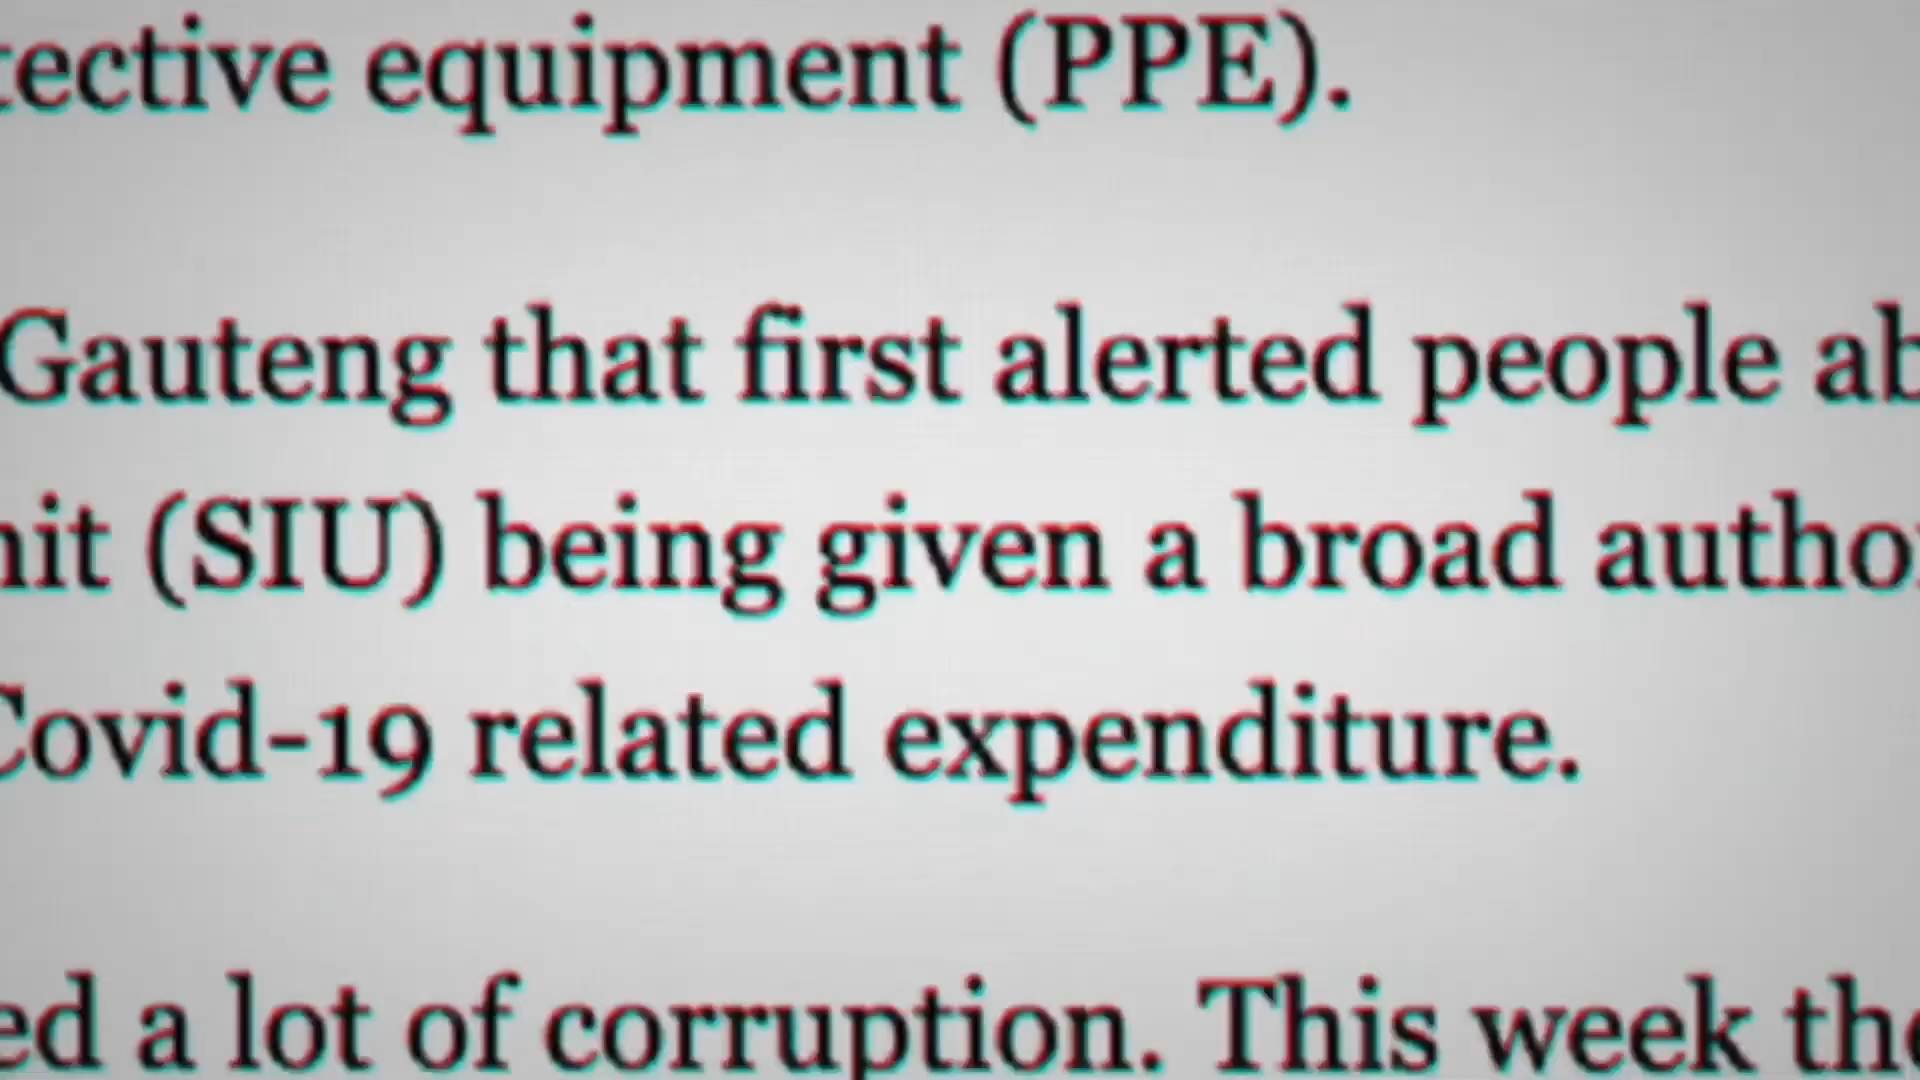 tective equipment (PPE).
Gauteng that first alerted people ab
nit (SIU) being given a broad author
Covid-19 related expenditure.
ed a lot of corruption. This week the